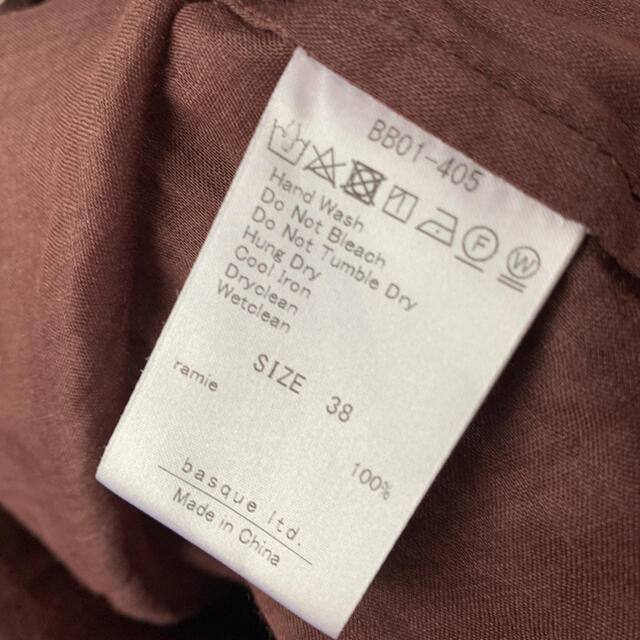 BB01-405
F W
Hand Wash
Do Not Bleach
Do Not Tumble Dry
Hung Dry
Cool Iron
Dryclean
Wetclean
SIZE 38
ramie 100%
basque ltd.
Made in China